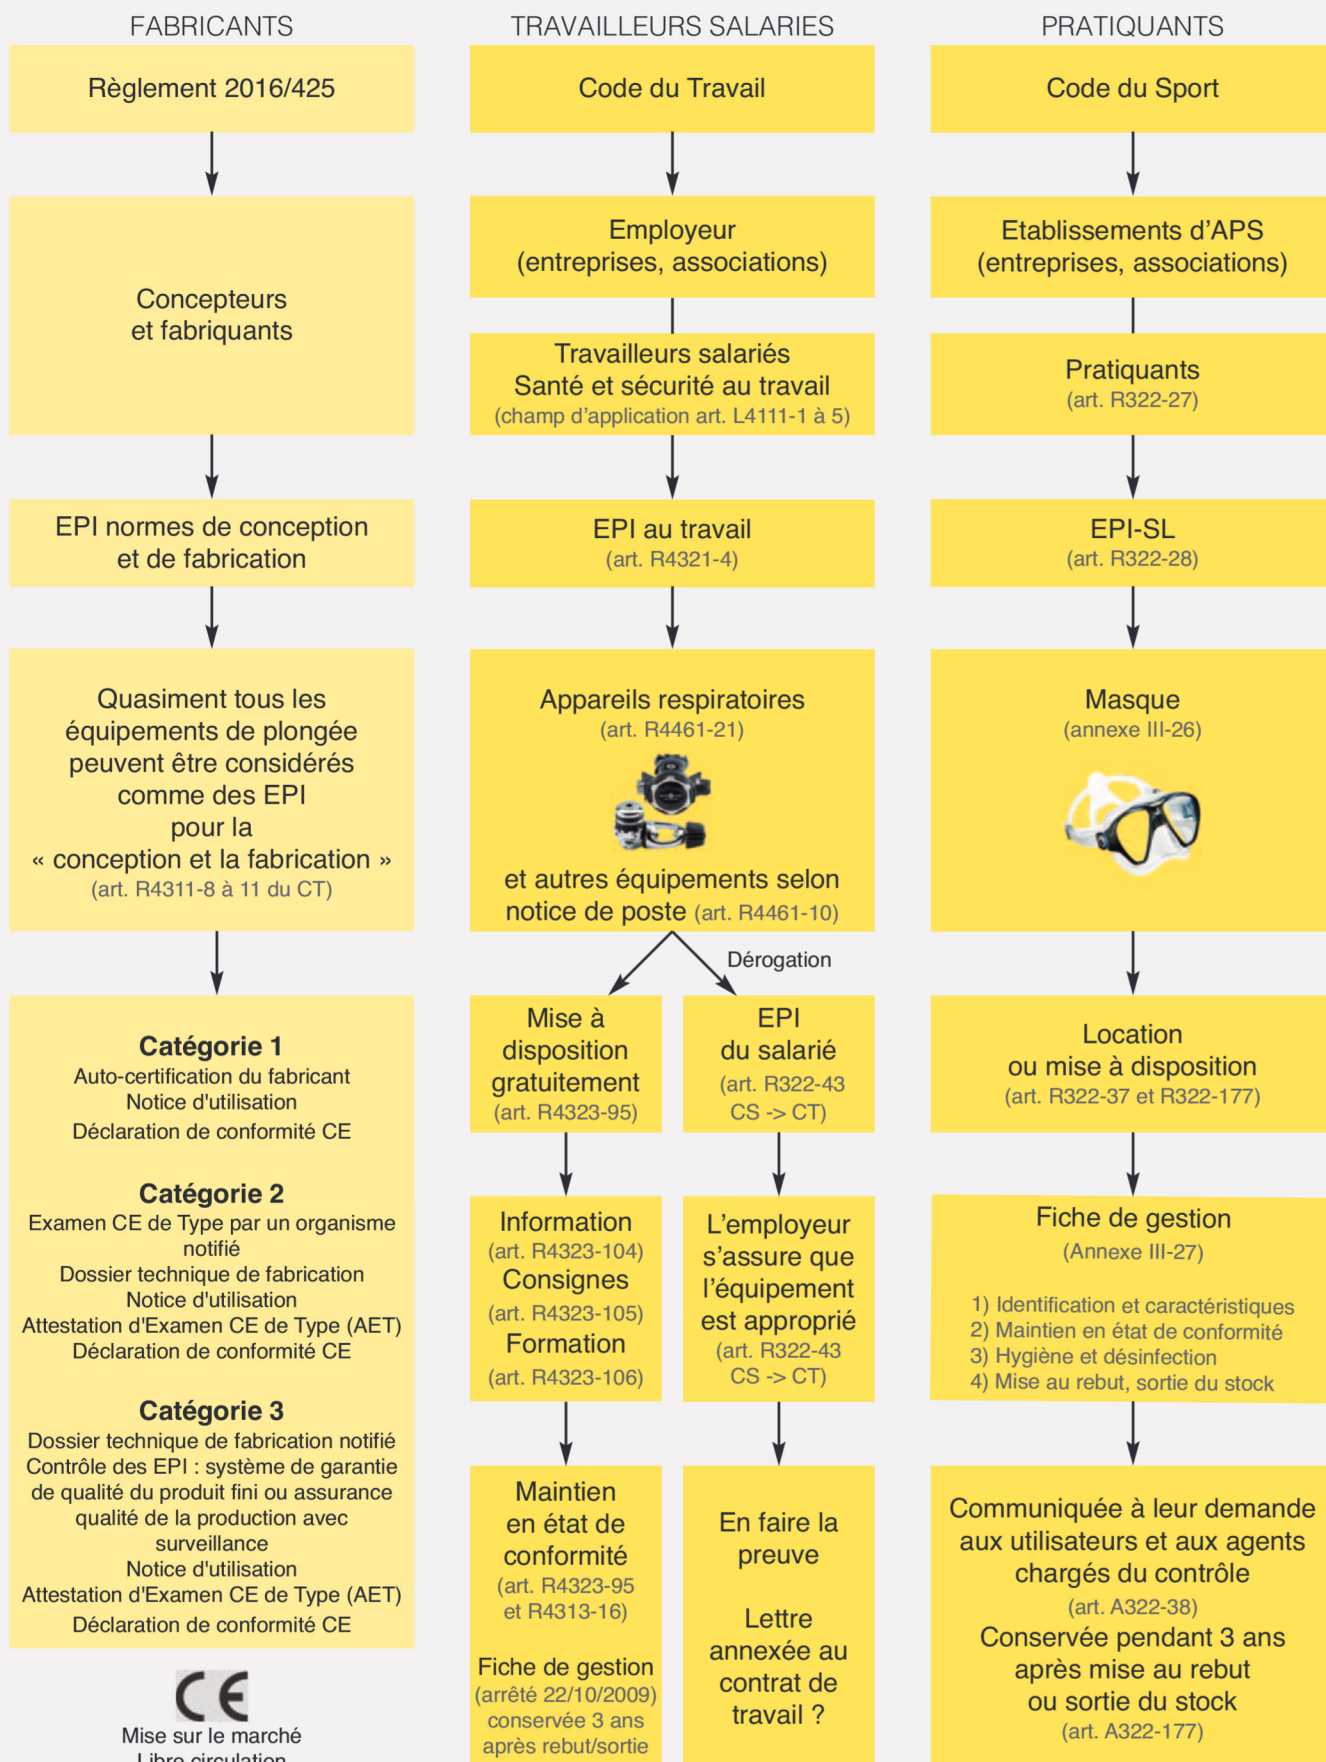 FABRICANTS
Règlement 2016/425
Concepteurs
et fabriquants
EPI normes de conception
et de fabrication
Quasiment tous les
équipements de plongée
peuvent être considérés
comme des EPI
pour la
« conception et la fabrication »
(art. R4311-8 à 11 du CT)
Catégorie 1
Auto-certification du fabricant
Notice d'utilisation
Déclaration de conformité CE
Catégorie 2
Examen CE de Type par un organisme
notifié
Dossier technique de fabrication
Notice d'utilisation
Attestation d'Examen CE de Type (AET)
Déclaration de conformité CE
Catégorie 3
Dossier technique de fabrication notifié
Contrôle des EPI : système de garantie
de qualité du produit fini ou assurance
qualité de la production avec
surveillance
Notice d'utilisation
Attestation d'Examen CE de Type (AET)
Déclaration de conformité CE
CE
Mise sur le marché
Libre circulation
TRAVAILLEURS SALARIES
Code du Travail
Employeur
(entreprises, associations)
Travailleurs salariés
Santé et sécurité au travail
(champ d'application art. L4111-1 à 5)
EPI au travail
(art. R4321-4)
Appareils respiratoires
(art. R4461-21)
et autres équipements selon
notice de poste (art. R4461-10)
Dérogation
Mise à
disposition
gratuitement
(art. R4323-95)
Information
(art. R4323-104)
Consignes
(art. R4323-105)
Formation
(art. R4323-106)
Maintien
en état de
conformité
(art. R4323-95
et R4313-16)
Fiche de gestion
(arrêté 22/10/2009)
conservée 3 ans
après rebut/sortie
EPI
du salarié
(art. R322-43
CS -> CT)
L'employeur
s'assure que
l'équipement
est approprié
(art. R322-43
CS -> CT)
En faire la
preuve
Lettre
annexée au
contrat de
travail ?
PRATIQUANTS
Code du Sport
Etablissements d'APS
(entreprises, associations)
Pratiquants
(art. R322-27)
EPI-SL
(art. R322-28)
Masque
(annexe III-26)
Location
ou mise à disposition
(art. R322-37 et R322-177)
Fiche de gestion
(Annexe III-27)
1) Identification et caractéristiques
2) Maintien en état de conformité
3) Hygiène et désinfection
4) Mise au rebut, sortie du stock
Communiquée à leur demande
aux utilisateurs et aux agents
chargés du contrôle
(art. A322-38)
Conservée pendant 3 ans
après mise au rebut
ou sortie du stock
(art. A322-177)